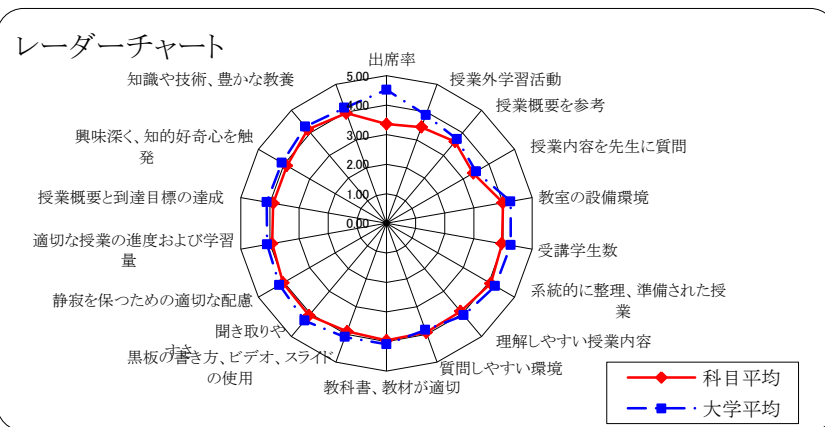 レーダーチャート
出席率
授業外学習活動
授業概要を参考
授業内容を先生に質問
教室の設備環境
受講学生数
系統的に整理、準備された授
業
理解しやすい授業内容
質問しやすい環境
教科書、教材が適切
黒板の書き方、ビデオ、スライド
の使用
聞き取りや
すさ
静寂を保つための適切な配慮
適切な授業の進度および学習
量
授業概要と到達目標の達成
興味深く、知的好奇心を触
発
知識や技術、豊かな教養
5.00
4.00
3.00
2.00
1.00
0.00
科目平均
大学平均